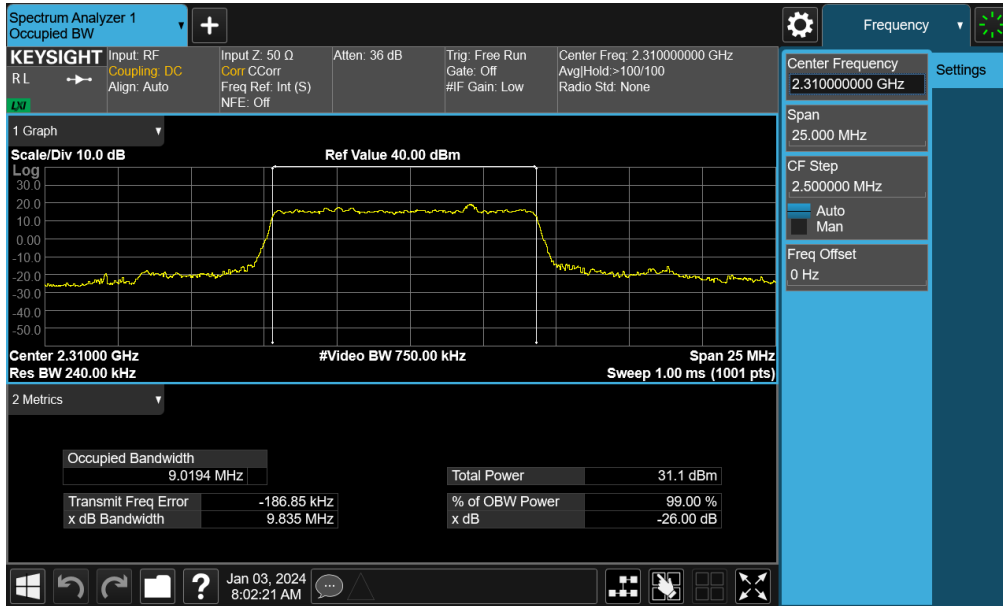 Spectrum Analyzer 1
Occupied BW
Frequency
KEYSIGHT
R L
LXI
Input: RF
Coupling: DC
Align: Auto
Input Z: 50 Ω
Corr CCorr
Freq Ref: Int (S)
NFE: Off
Atten: 36 dB
Trig: Free Run
Gate: Off
#IF Gain: Low
Center Freq: 2.310000000 GHz
Avg|Hold:>100/100
Radio Std: None
Center Frequency
2.310000000 GHz
Settings
Span
25.000 MHz
CF Step
2.500000 MHz
Auto
Man
Freq Offset
0 Hz
1 Graph
Scale/Div 10.0 dB
Ref Value 40.00 dBm
Log
30.0
20.0
10.0
0.00
-10.0
-20.0
-30.0
-40.0
-50.0
Center 2.31000 GHz
#Video BW 750.00 kHz
Span 25 MHz
Res BW 240.00 kHz
Sweep 1.00 ms (1001 pts)
2 Metrics
Occupied Bandwidth
9.0194 MHz
Total Power 31.1 dBm
Transmit Freq Error -186.85 kHz
% of OBW Power 99.00 %
x dB Bandwidth 9.835 MHz
x dB -26.00 dB
?
Jan 03, 2024
8:02:21 AM